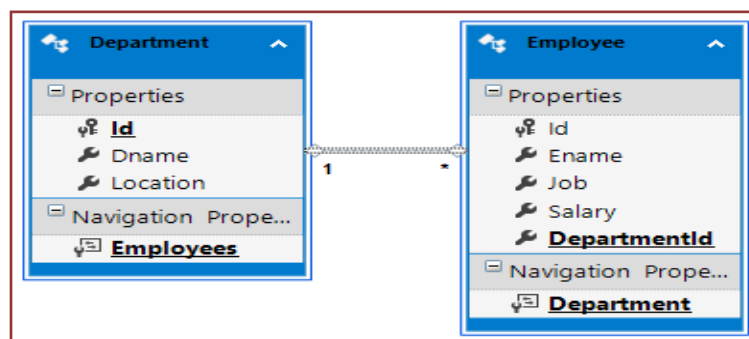 Department
Properties
Id
Dname
Location
Navigation Prope...
Employees
1
*
Employee
Properties
Id
Ename
Job
Salary
DepartmentId
Navigation Prope...
Department